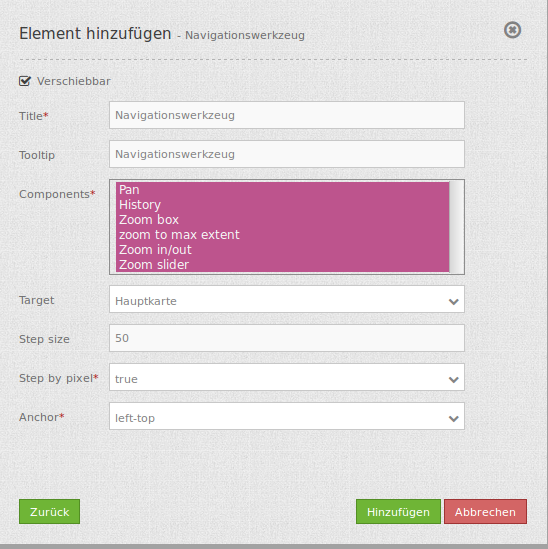 Element hinzufügen - Navigationswerkzeug
Verschiebbar
Title* Navigationswerkzeug
Tooltip Navigationswerkzeug
Components* Pan
History
Zoom box
zoom to max extent
Zoom in/out
Zoom slider
Target Hauptkarte
Step size 50
Step by pixel* true
Anchor* left-top
Zurück Hinzufügen Abbrechen